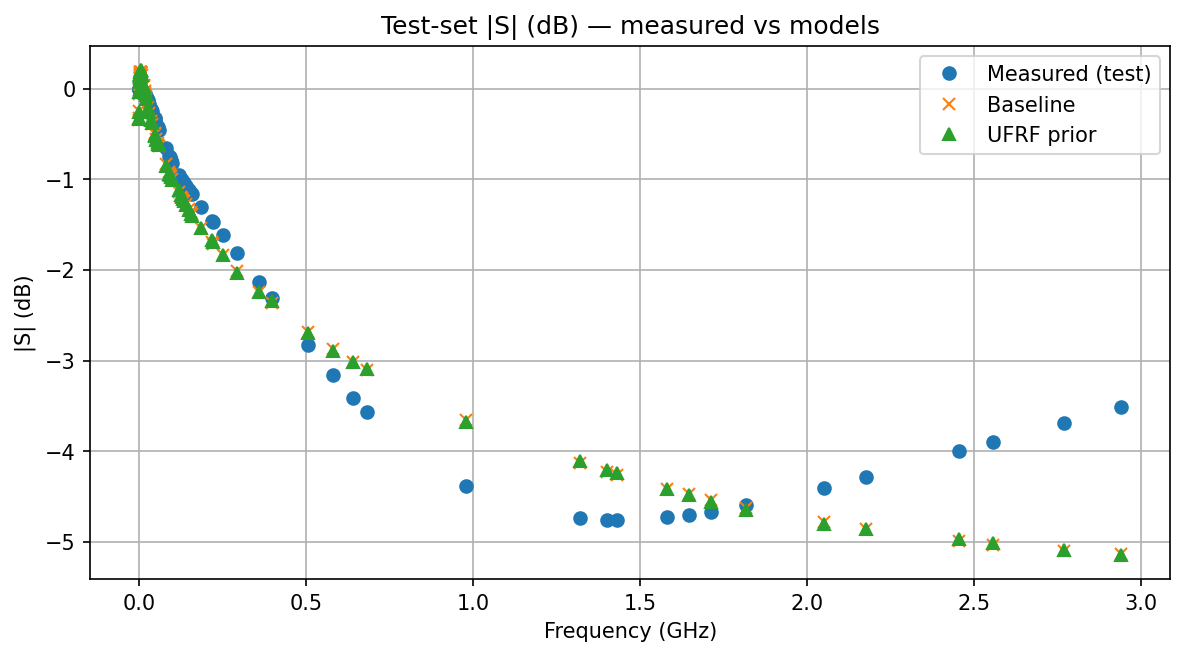 Test-set |S| (dB) — measured vs models
Measured (test)
Baseline
UFRF prior
|S| (dB)
0
−1
−2
−3
−4
−5
0.0 0.5 1.0 1.5 2.0 2.5 3.0
Frequency (GHz)